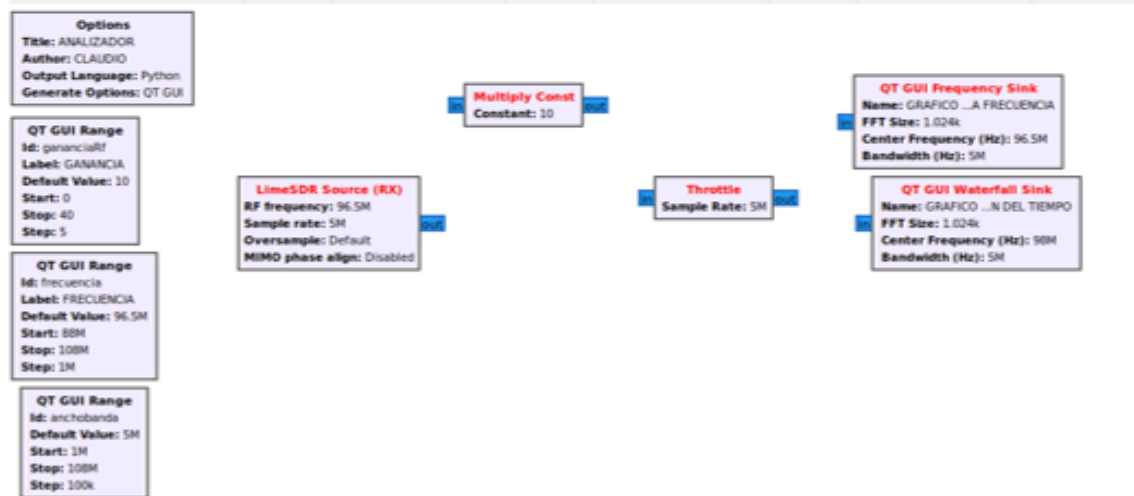 Options
Title: ANALIZADOR
Author: CLAUDIO
Output Language: Python
Generate Options: QT GUI
QT GUI Range
Id: gananciaRf
Label: GANANCIA
Default Value: 10
Start: 0
Stop: 40
Step: 5
QT GUI Range
Id: frecuencia
Label: FRECUENCIA
Default Value: 96.5M
Start: 88M
Stop: 108M
Step: 1M
QT GUI Range
Id: anchobanda
Default Value: 5M
Start: 1M
Stop: 108M
Step: 100k
LimeSDR Source (RX)
RF frequency: 96.5M
Sample rate: 5M
Oversample: Default
MIMO phase align: Disabled
out
in
Multiply Const
Constant: 10
out
in
Throttle
Sample Rate: 5M
out
in
QT GUI Frequency Sink
Name: GRAFICO ...A FRECUENCIA
FFT Size: 1.024k
Center Frequency (Hz): 96.5M
Bandwidth (Hz): 5M
in
QT GUI Waterfall Sink
Name: GRAFICO ...N DEL TIEMPO
FFT Size: 1.024k
Center Frequency (Hz): 98M
Bandwidth (Hz): 5M